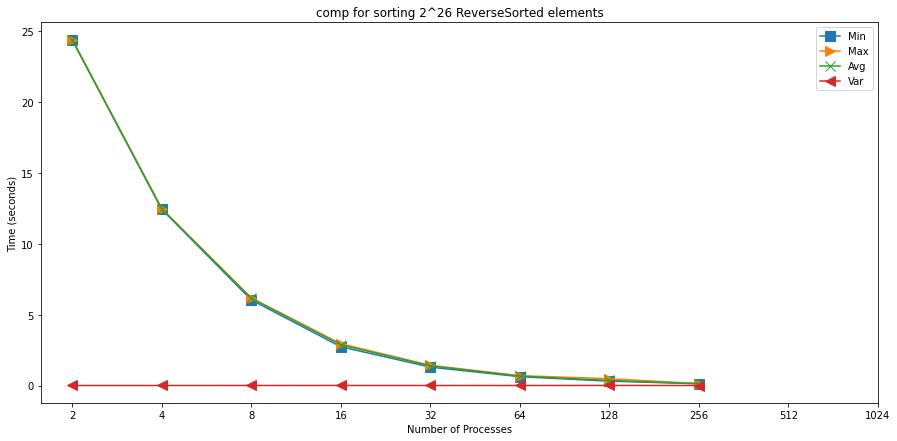 comp for sorting 2^26 ReverseSorted elements
Min
Max
Avg
Var
Time (seconds)
25
20
15
10
5
0
2 4 8 16 32 64 128 256 512 1024
Number of Processes